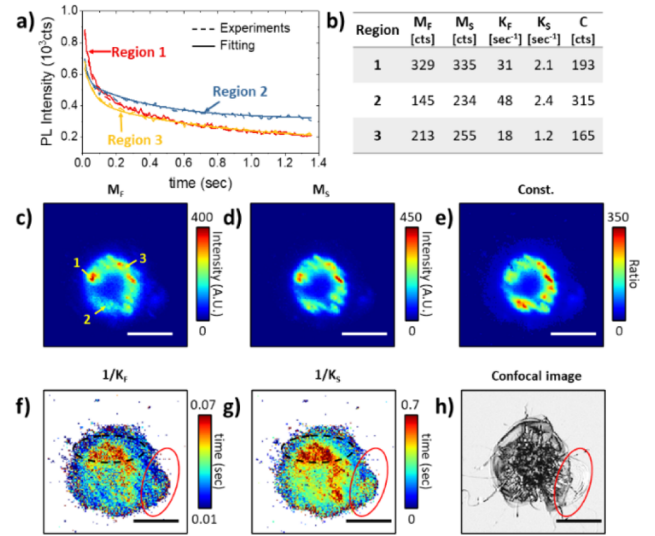 a)
PL Intensity (10³cts)
1.0
0.8
0.6
0.4
0.2
0.0 0.2 0.4 0.6 0.8 1.0 1.2 1.4
time (sec)
Experiments
Fitting
Region 1
Region 2
Region 3
b)
Region M_F [cts] M_S [cts] K_F [sec⁻¹] K_S [sec⁻¹] C [cts]
1 329 335 31 2.1 193
2 145 234 48 2.4 315
3 213 255 18 1.2 165
c)
M_F
1
3
2
400
Intensity (A.U.)
0
d)
M_S
450
Intensity (A.U.)
0
e)
Const.
350
Ratio
0
f)
1/K_F
0.07
time (sec)
0.01
g)
1/K_S
0.7
time (sec)
0
h)
Confocal image